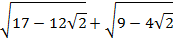 √(17 − 12√2) + √(9 − 4√2)